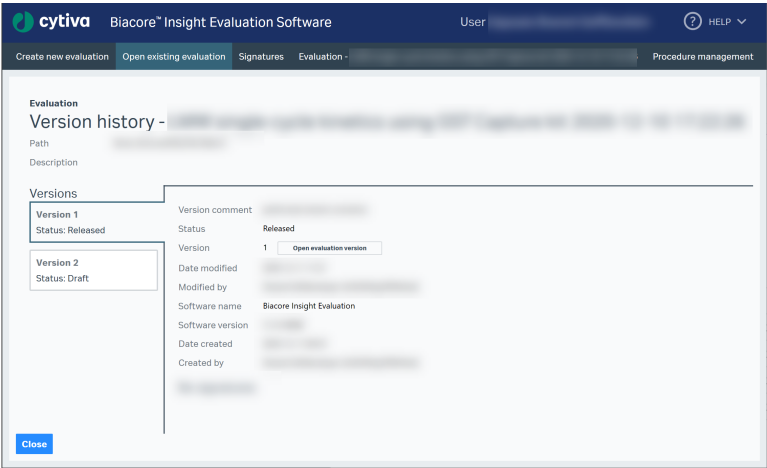 cytiva Biacore™ Insight Evaluation Software User ? HELP
Create new evaluation Open existing evaluation Signatures Evaluation - Procedure management
Evaluation
Version history -
Path
Description
Versions
Version 1
Status: Released
Version 2
Status: Draft
Version comment
Status Released
Version 1 Open evaluation version
Date modified
Modified by
Software name Biacore Insight Evaluation
Software version
Date created
Created by
Close